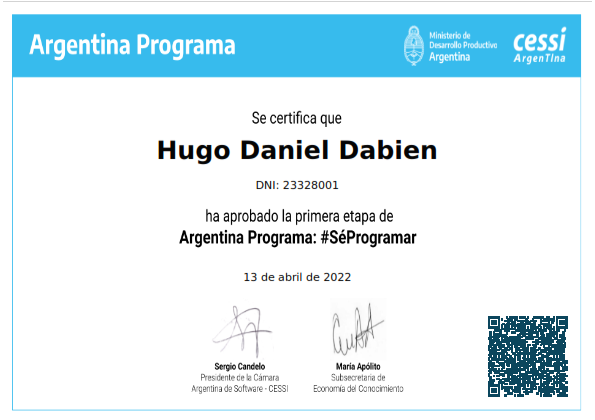 Argentina Programa
Ministerio de
Desarrollo Productivo
Argentina
cessi
ArgenTIna
Se certifica que
Hugo Daniel Dabien
DNI: 23328001
ha aprobado la primera etapa de
Argentina Programa: #SéProgramar
13 de abril de 2022
Sergio Candelo
Presidente de la Cámara
Argentina de Software - CESSI
María Apólito
Subsecretaria de
Economía del Conocimiento